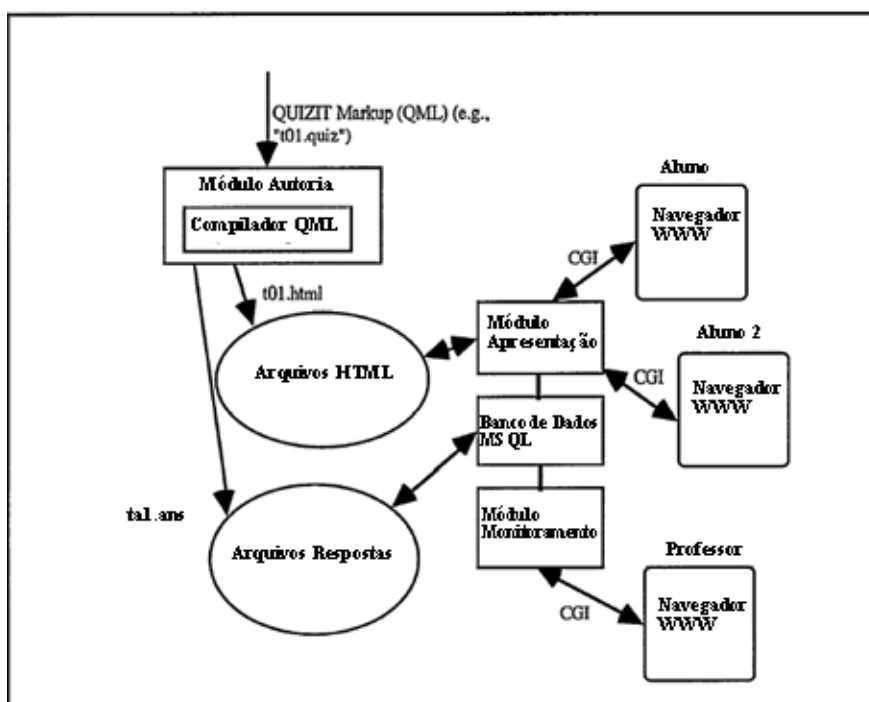 QUIZIT Markup (QML) (e.g.,
"t01.quiz")
Módulo Autoria
Compilador QML
t01.html
Arquivos HTML
ta1.ans
Arquivos Respostas
Aluno
Navegador
WWW
CGI
Módulo
Apresentação
Aluno 2
CGI
Navegador
WWW
Banco de Dados
MS QL
Módulo
Monitoramento
Professor
CGI
Navegador
WWW